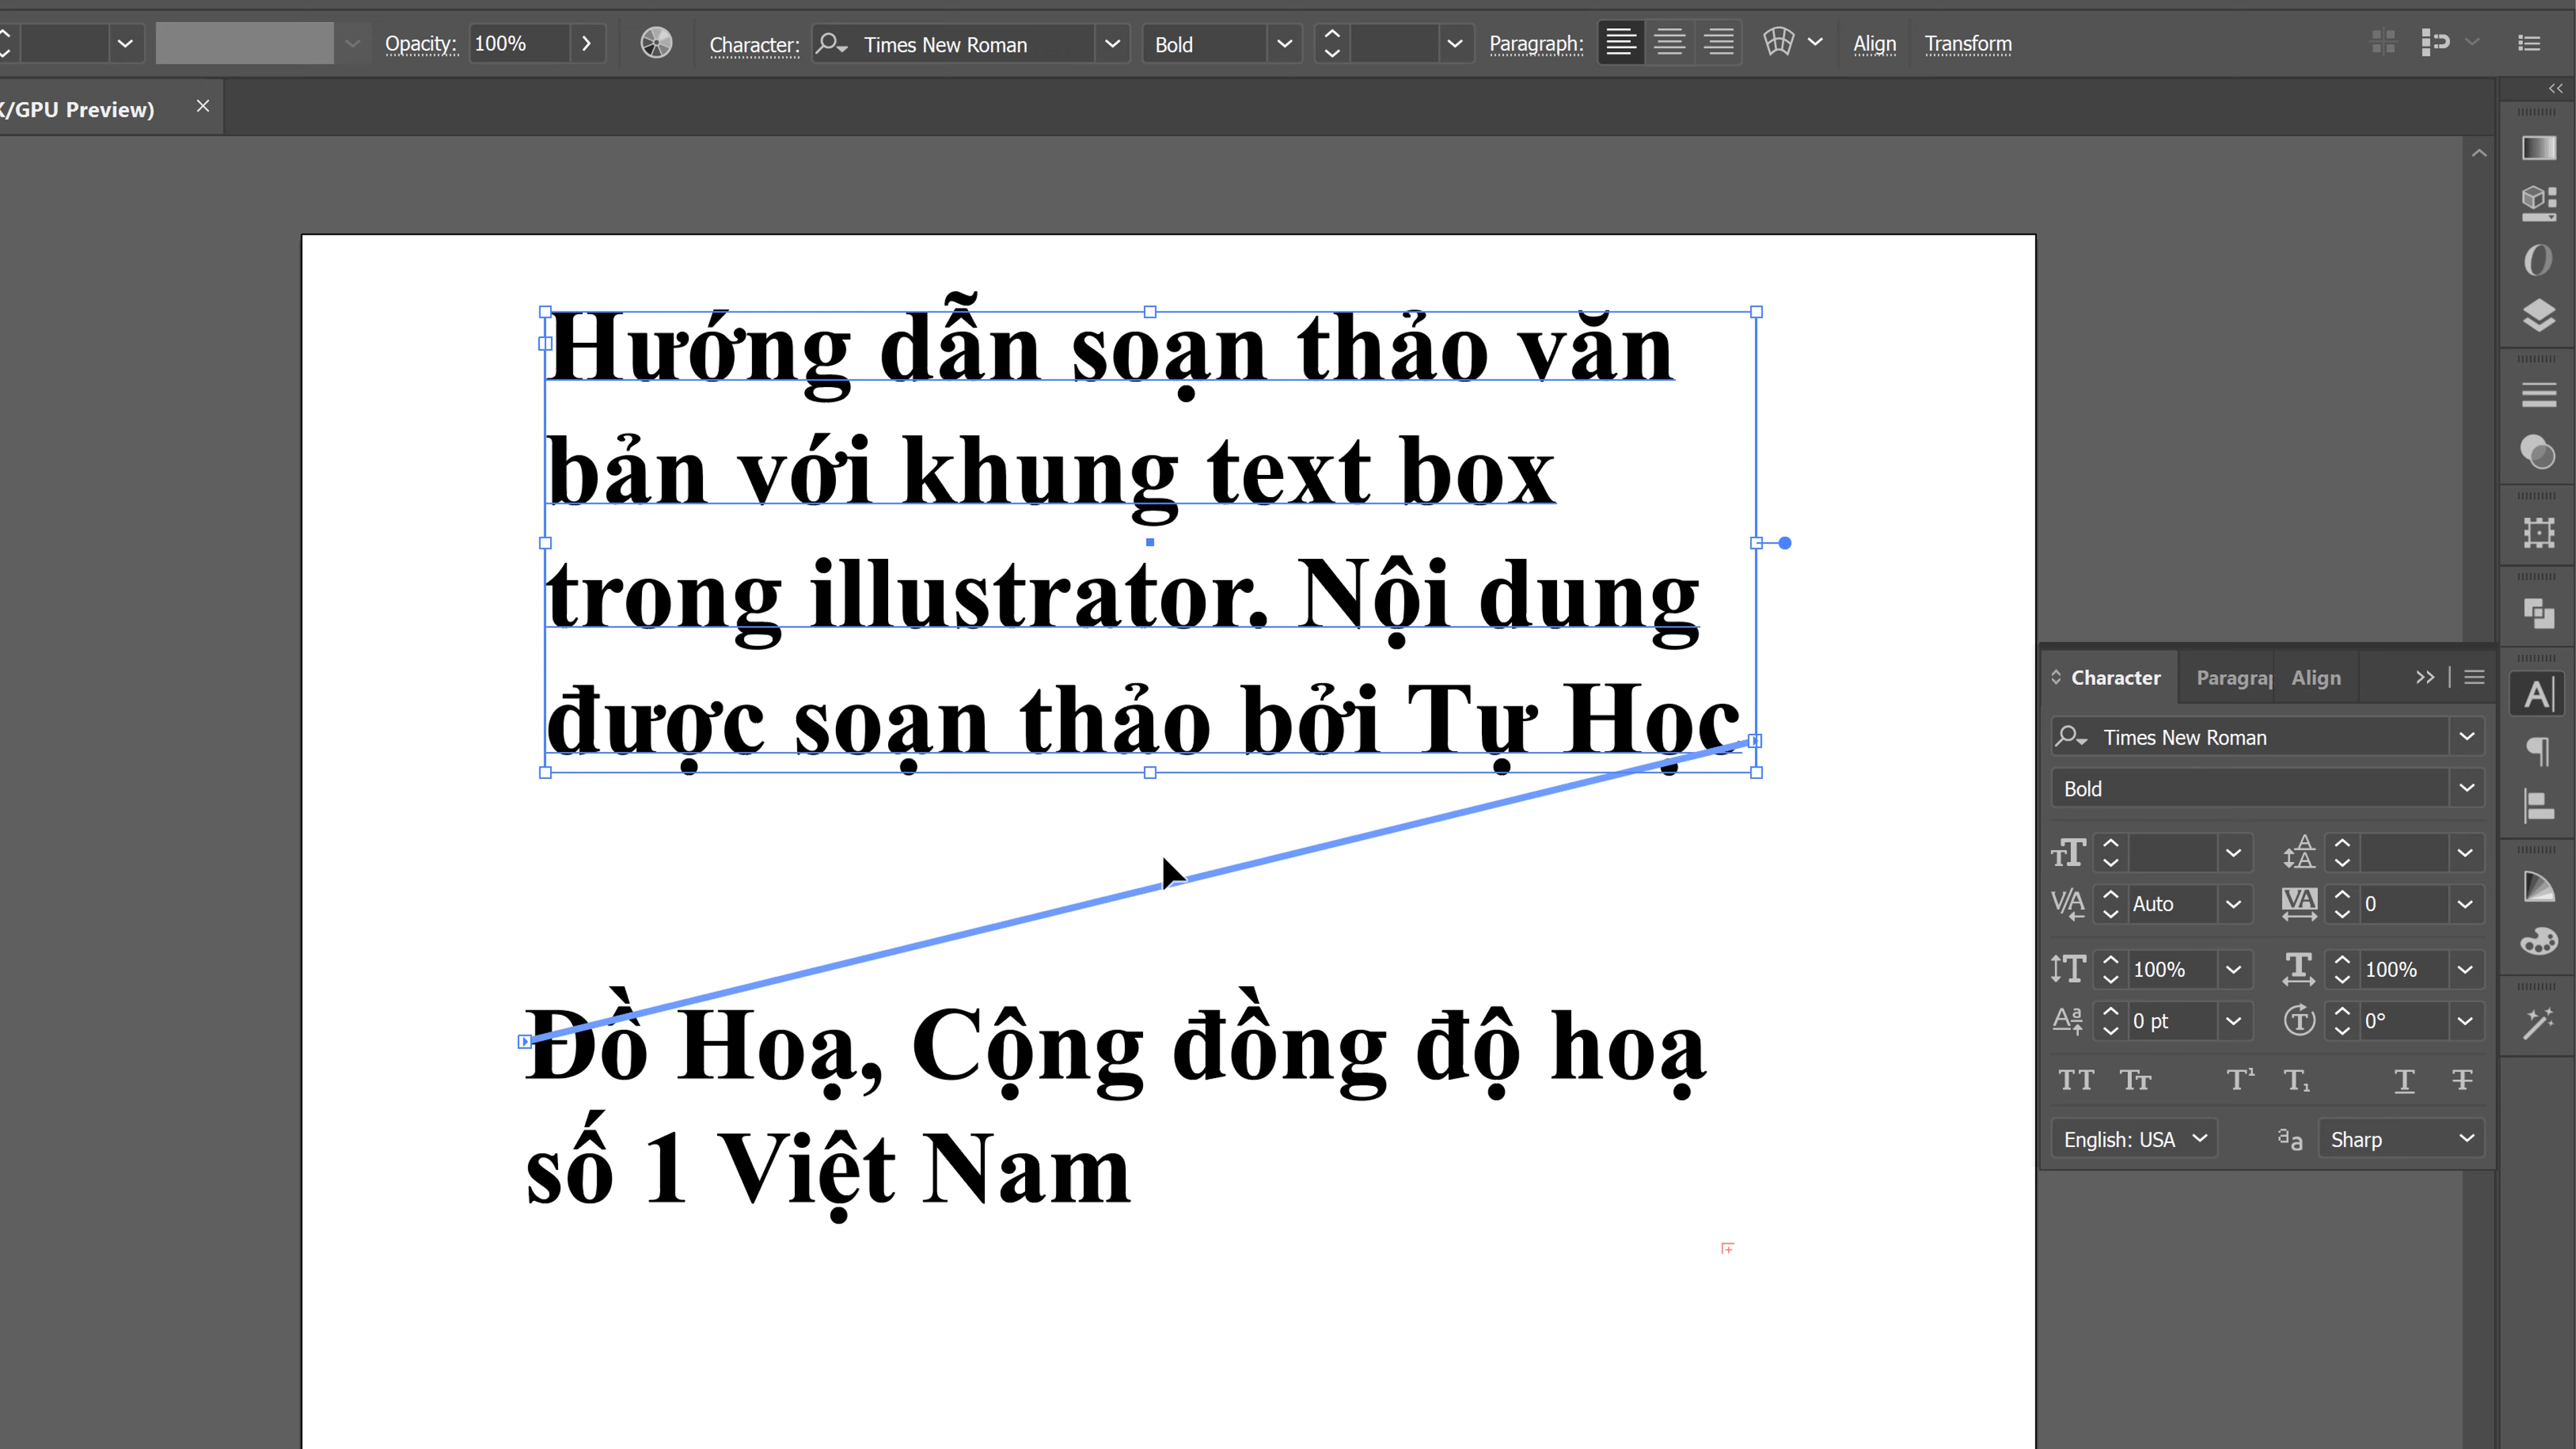 Opacity: 100% Character: Times New Roman Bold Paragraph: Align Transform
K/GPU Preview)
Hướng dẫn soạn thảo văn
bản với khung text box
trong illustrator. Nội dung
được soạn thảo bởi Tự Học
Đồ Hoạ, Cộng đồng độ hoạ
số 1 Việt Nam
Character Paragrap Align
Times New Roman
Bold
Auto 0
100% 100%
0 pt 0°
English: USA Sharp